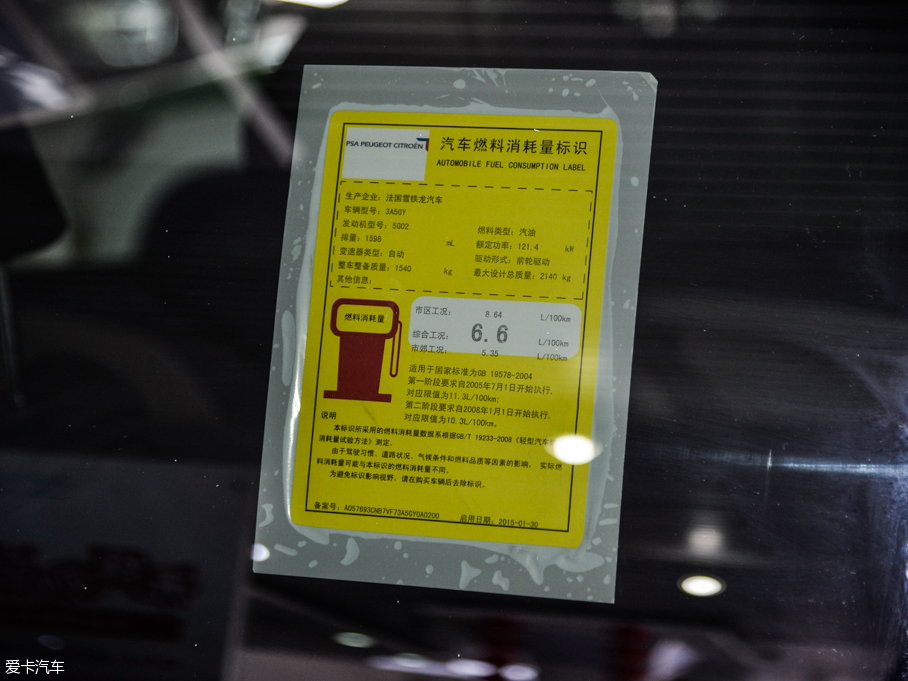 PSA PEUGEOT CITROËN
汽车燃料消耗量标识
AUTOMOBILE FUEL CONSUMPTION LABEL
生产企业：法国雪铁龙汽车
车辆型号：3A5GY
发动机型号：5G02 燃料类型：汽油
排量：1598 mL 额定功率：121.4 kW
变速器类型：自动 驱动形式：前轮驱动
整车整备质量：1540 kg 最大设计总质量：2140 kg
其他信息：
燃料消耗量
市区工况： 8.64 L/100km
综合工况： 6.6 L/100km
市郊工况： 5.35 L/100km
适用于国家标准为GB 19578-2004
第一阶段要求自2005年7月1日开始执行，
对应限值为11.3L/100km；
第二阶段要求自2008年1月1日开始执行，
对应限值为10.3L/100km。
说明
本标识所采用的燃料消耗量数据系根据GB/T 19233-2008《轻型汽车
消耗量试验方法》测定。
由于驾驶习惯、道路状况、气候条件和燃料品质等因素的影响，实际燃
料消耗量可能与本标识的燃料消耗量不同。
为避免标识影响视野，请在购买车辆后去除标识。
备案号：A057693CNB7VF73A5GY0A0200 启用日期：2015-01-30
爱卡汽车